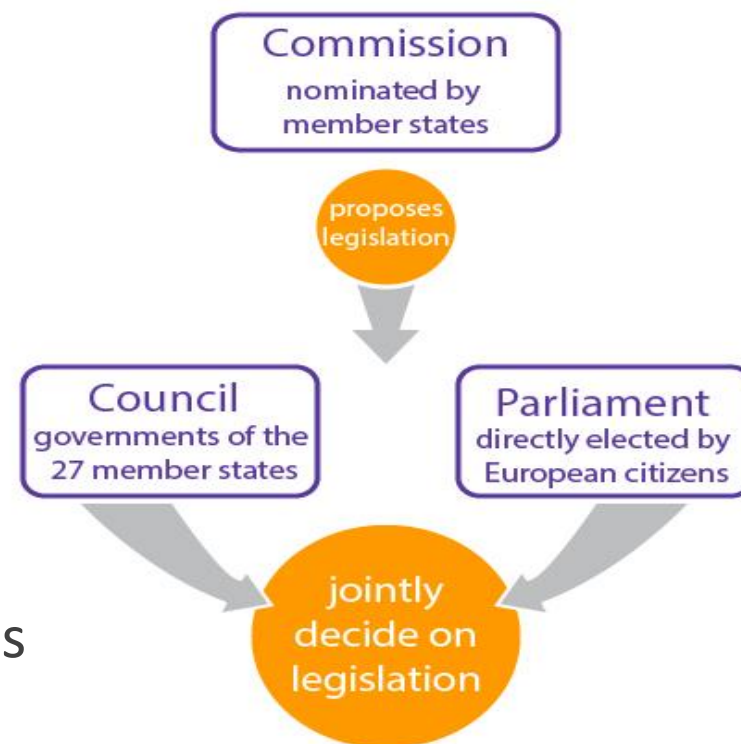 Commission
nominated by
member states
proposes
legislation
Council
governments of the
27 member states
Parliament
directly elected by
European citizens
s
jointly
decide on
legislation